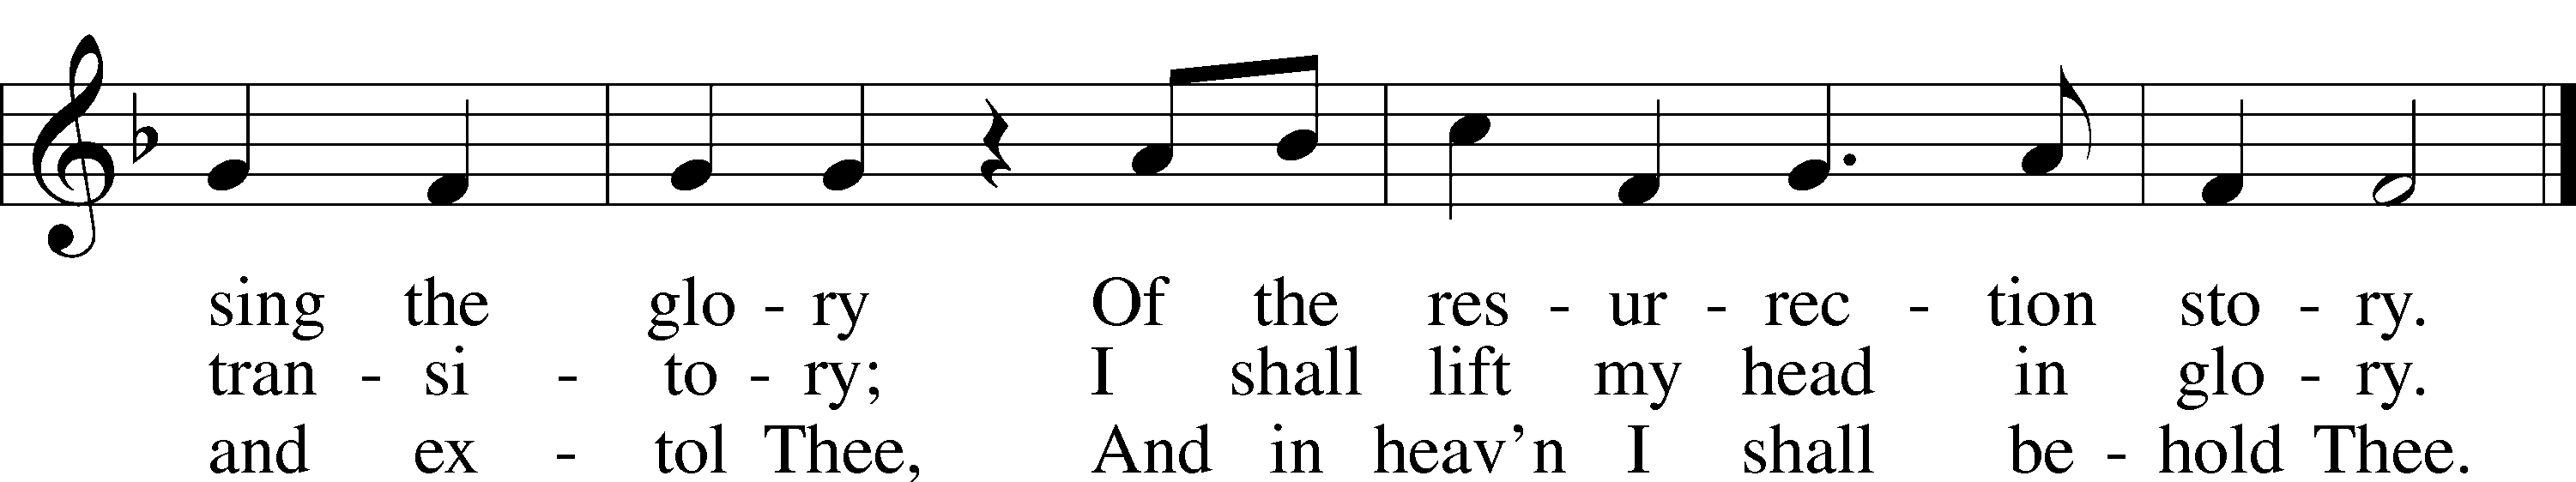 sing the glo - ry Of the res - ur - rec - tion sto - ry.
tran - si - to - ry; I shall lift my head in glo - ry.
and ex - tol Thee, And in heav'n I shall be - hold Thee.